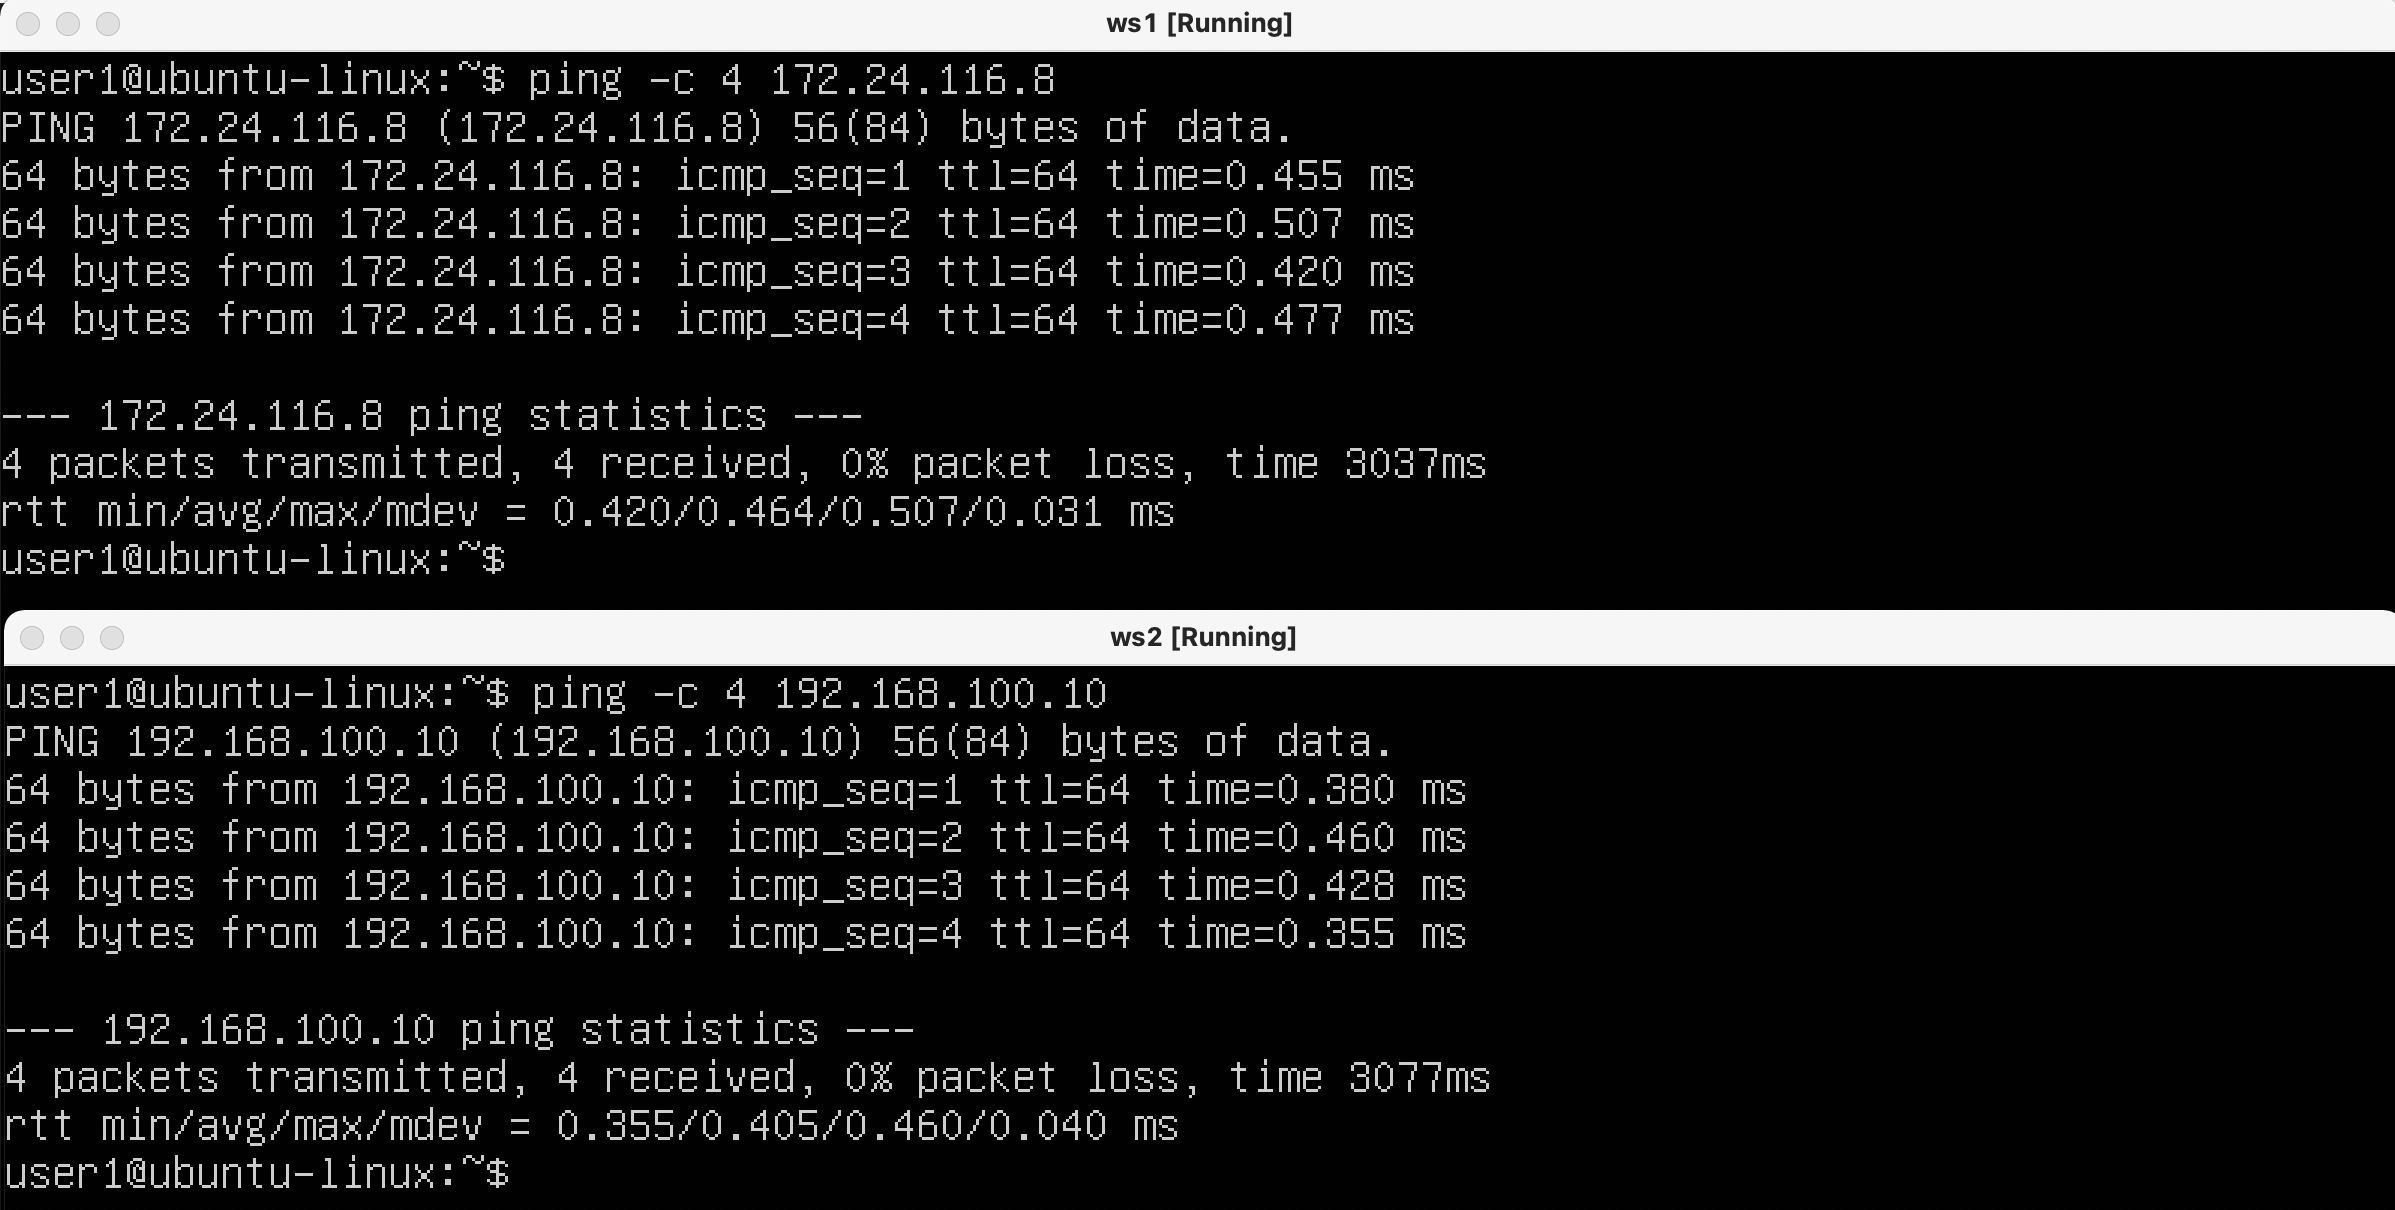 ws1 [Running]
user1@ubuntu-linux:~$ ping -c 4 172.24.116.8
PING 172.24.116.8 (172.24.116.8) 56(84) bytes of data.
64 bytes from 172.24.116.8: icmp_seq=1 ttl=64 time=0.455 ms
64 bytes from 172.24.116.8: icmp_seq=2 ttl=64 time=0.507 ms
64 bytes from 172.24.116.8: icmp_seq=3 ttl=64 time=0.420 ms
64 bytes from 172.24.116.8: icmp_seq=4 ttl=64 time=0.477 ms
--- 172.24.116.8 ping statistics ---
4 packets transmitted, 4 received, 0% packet loss, time 3037ms
rtt min/avg/max/mdev = 0.420/0.464/0.507/0.031 ms
user1@ubuntu-linux:~$
ws2 [Running]
user1@ubuntu-linux:~$ ping -c 4 192.168.100.10
PING 192.168.100.10 (192.168.100.10) 56(84) bytes of data.
64 bytes from 192.168.100.10: icmp_seq=1 ttl=64 time=0.380 ms
64 bytes from 192.168.100.10: icmp_seq=2 ttl=64 time=0.460 ms
64 bytes from 192.168.100.10: icmp_seq=3 ttl=64 time=0.428 ms
64 bytes from 192.168.100.10: icmp_seq=4 ttl=64 time=0.355 ms
--- 192.168.100.10 ping statistics ---
4 packets transmitted, 4 received, 0% packet loss, time 3077ms
rtt min/avg/max/mdev = 0.355/0.405/0.460/0.040 ms
user1@ubuntu-linux:~$